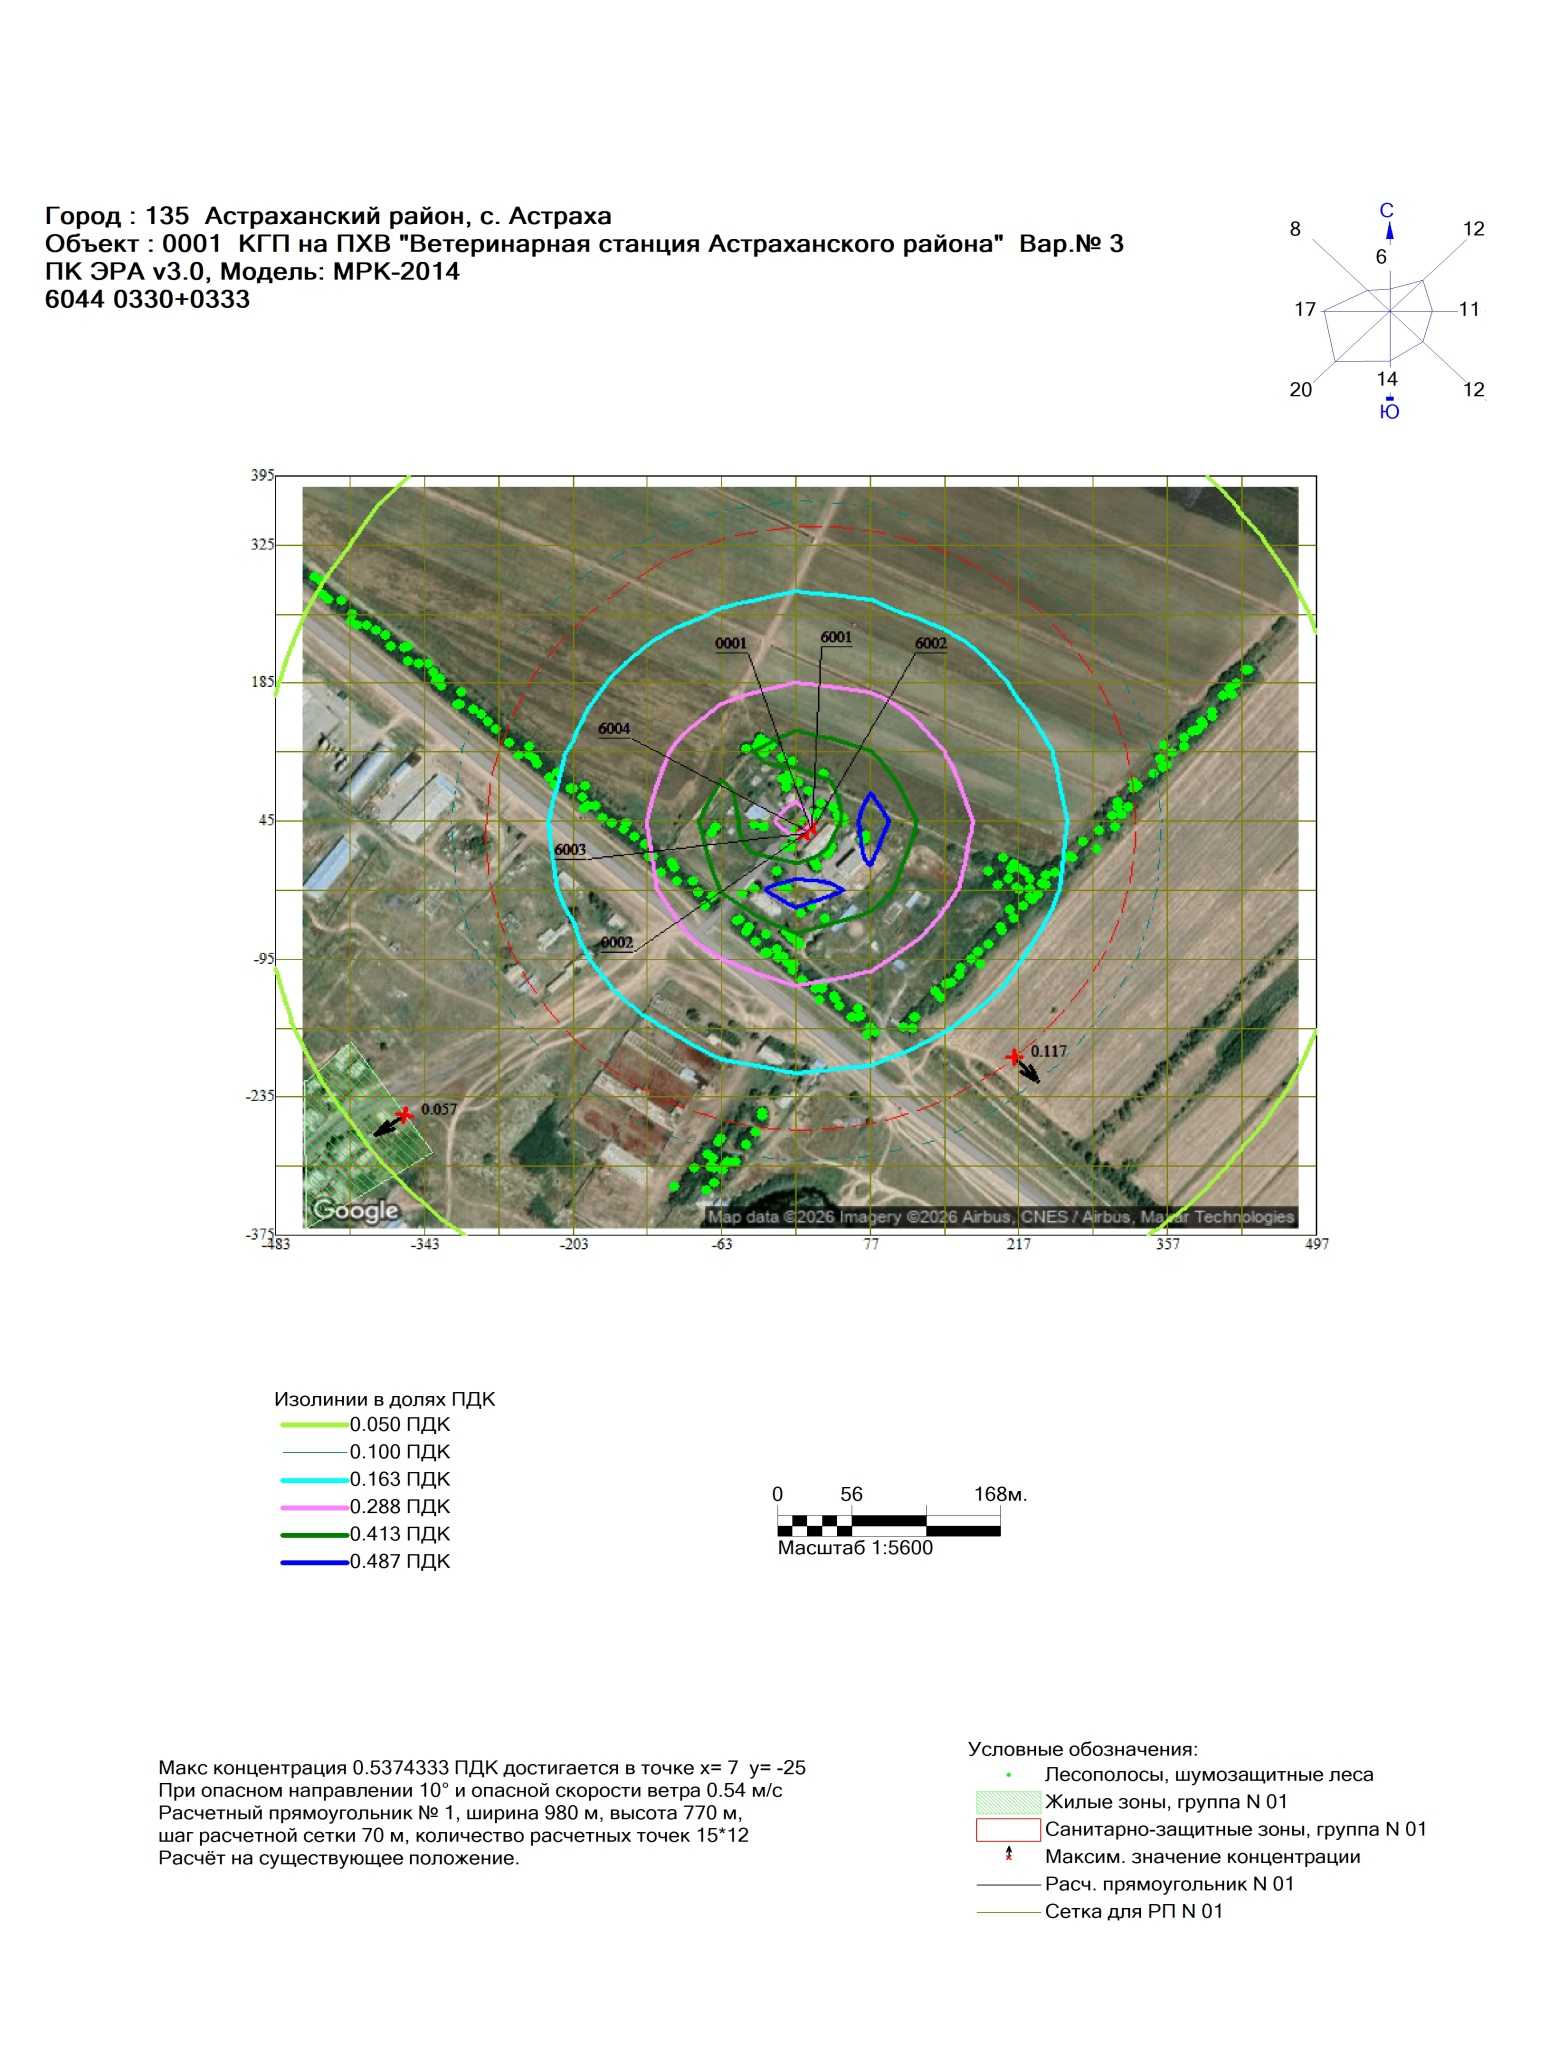 Город : 135 Астраханский район, с. Астраха
Объект : 0001 КГП на ПХВ "Ветеринарная станция Астраханского района" Вар.№ 3
ПК ЭРА v3.0, Модель: МРК-2014
6044 0330+0333
С
8
12
6
17
11
20
14
12
Ю
395
325
185
45
-95
-235
-375
0001
6001
6002
6004
6003
0002
0.117
0.057
Google
Map data ©2026 Imagery ©2026 Airbus, CNES / Airbus, Maxar Technologies
-483
-343
-203
-63
77
217
357
497
Изолинии в долях ПДК
0.050 ПДК
0.100 ПДК
0.163 ПДК
0.288 ПДК
0.413 ПДК
0.487 ПДК
0 56 168м.
Масштаб 1:5600
Макс концентрация 0.5374333 ПДК достигается в точке x= 7 y= -25
При опасном направлении 10° и опасной скорости ветра 0.54 м/с
Расчетный прямоугольник № 1, ширина 980 м, высота 770 м,
шаг расчетной сетки 70 м, количество расчетных точек 15*12
Расчёт на существующее положение.
Условные обозначения:
Лесополосы, шумозащитные леса
Жилые зоны, группа N 01
Санитарно-защитные зоны, группа N 01
Максим. значение концентрации
Расч. прямоугольник N 01
Сетка для РП N 01